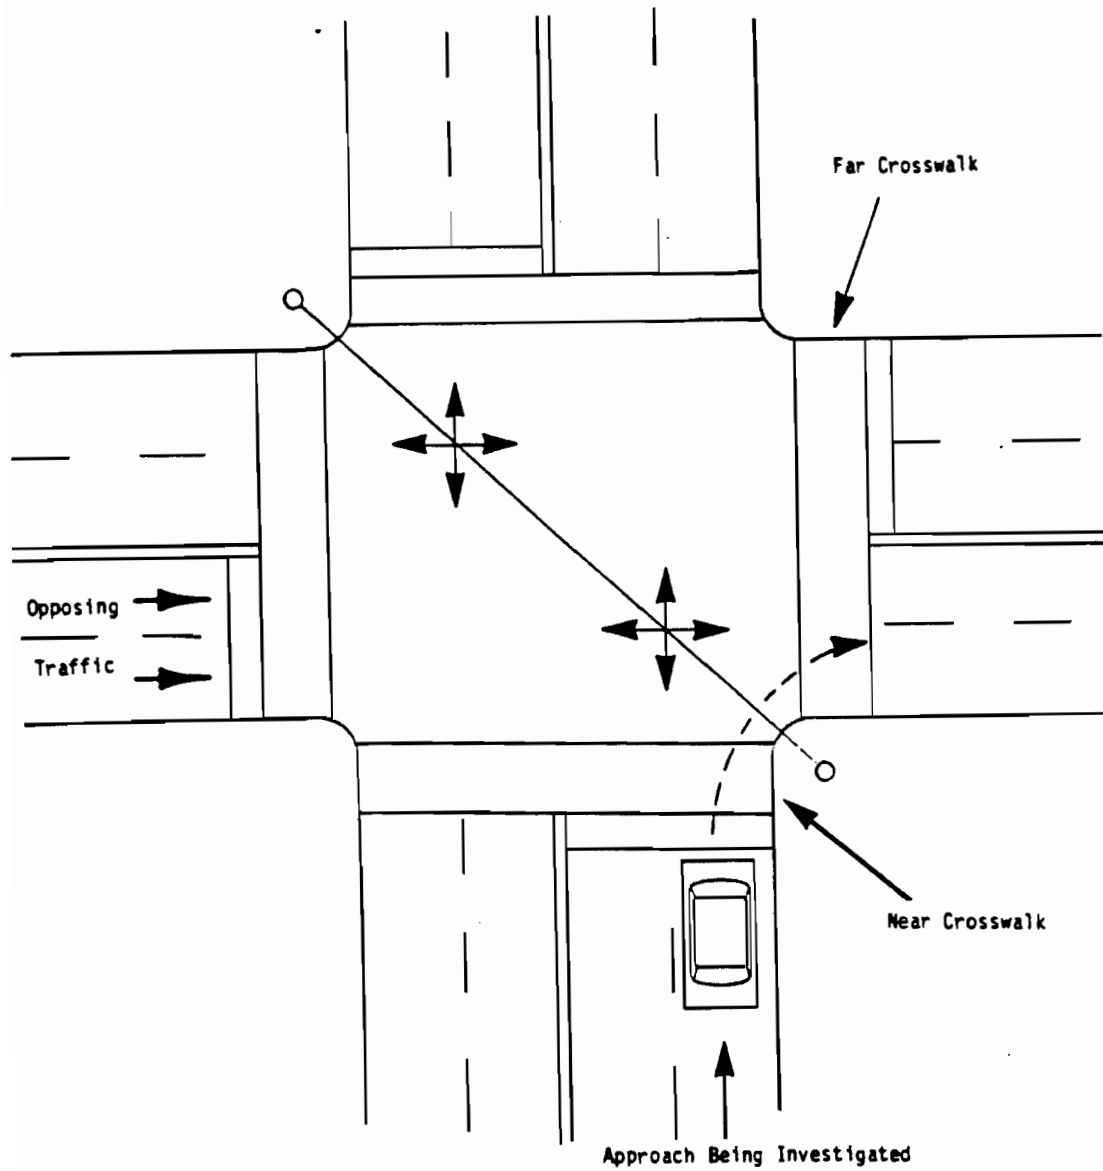 Far Crosswalk
Opposing
Traffic
Near Crosswalk
Approach Being Investigated